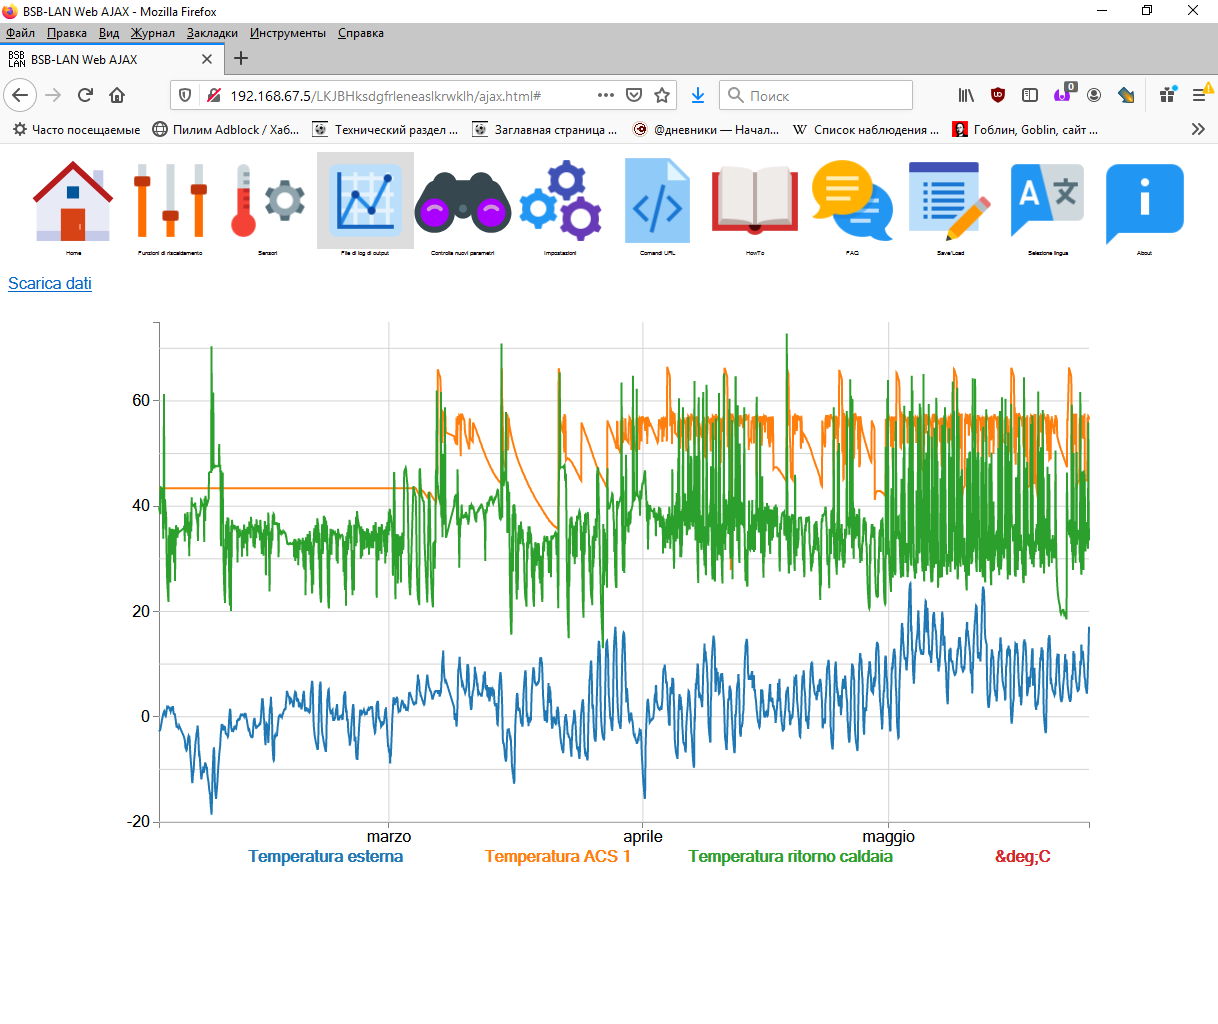 BSB-LAN Web AJAX - Mozilla Firefox
Файл Правка Вид Журнал Закладки Инструменты Справка
BSB LAN BSB-LAN Web AJAX
192.168.67.5/LKJBHksdgfrleneaslkrwklh/ajax.html# Поиск 0
Часто посещаемые Пилим Adblock / Хаб... Технический раздел ... Заглавная страница ... @дневники — Начал... W Список наблюдения ... Гоблин, Goblin, сайт ...
Home Funzioni di riscaldamento Sensori File di log di output Controlla nuovi parametri Impostazioni Comandi URL HowTo FAQ Save/Load Selezione lingua About
Scarica dati
60
40
20
0
-20
marzo aprile maggio
Temperatura esterna Temperatura ACS 1 Temperatura ritorno caldaia &deg;C